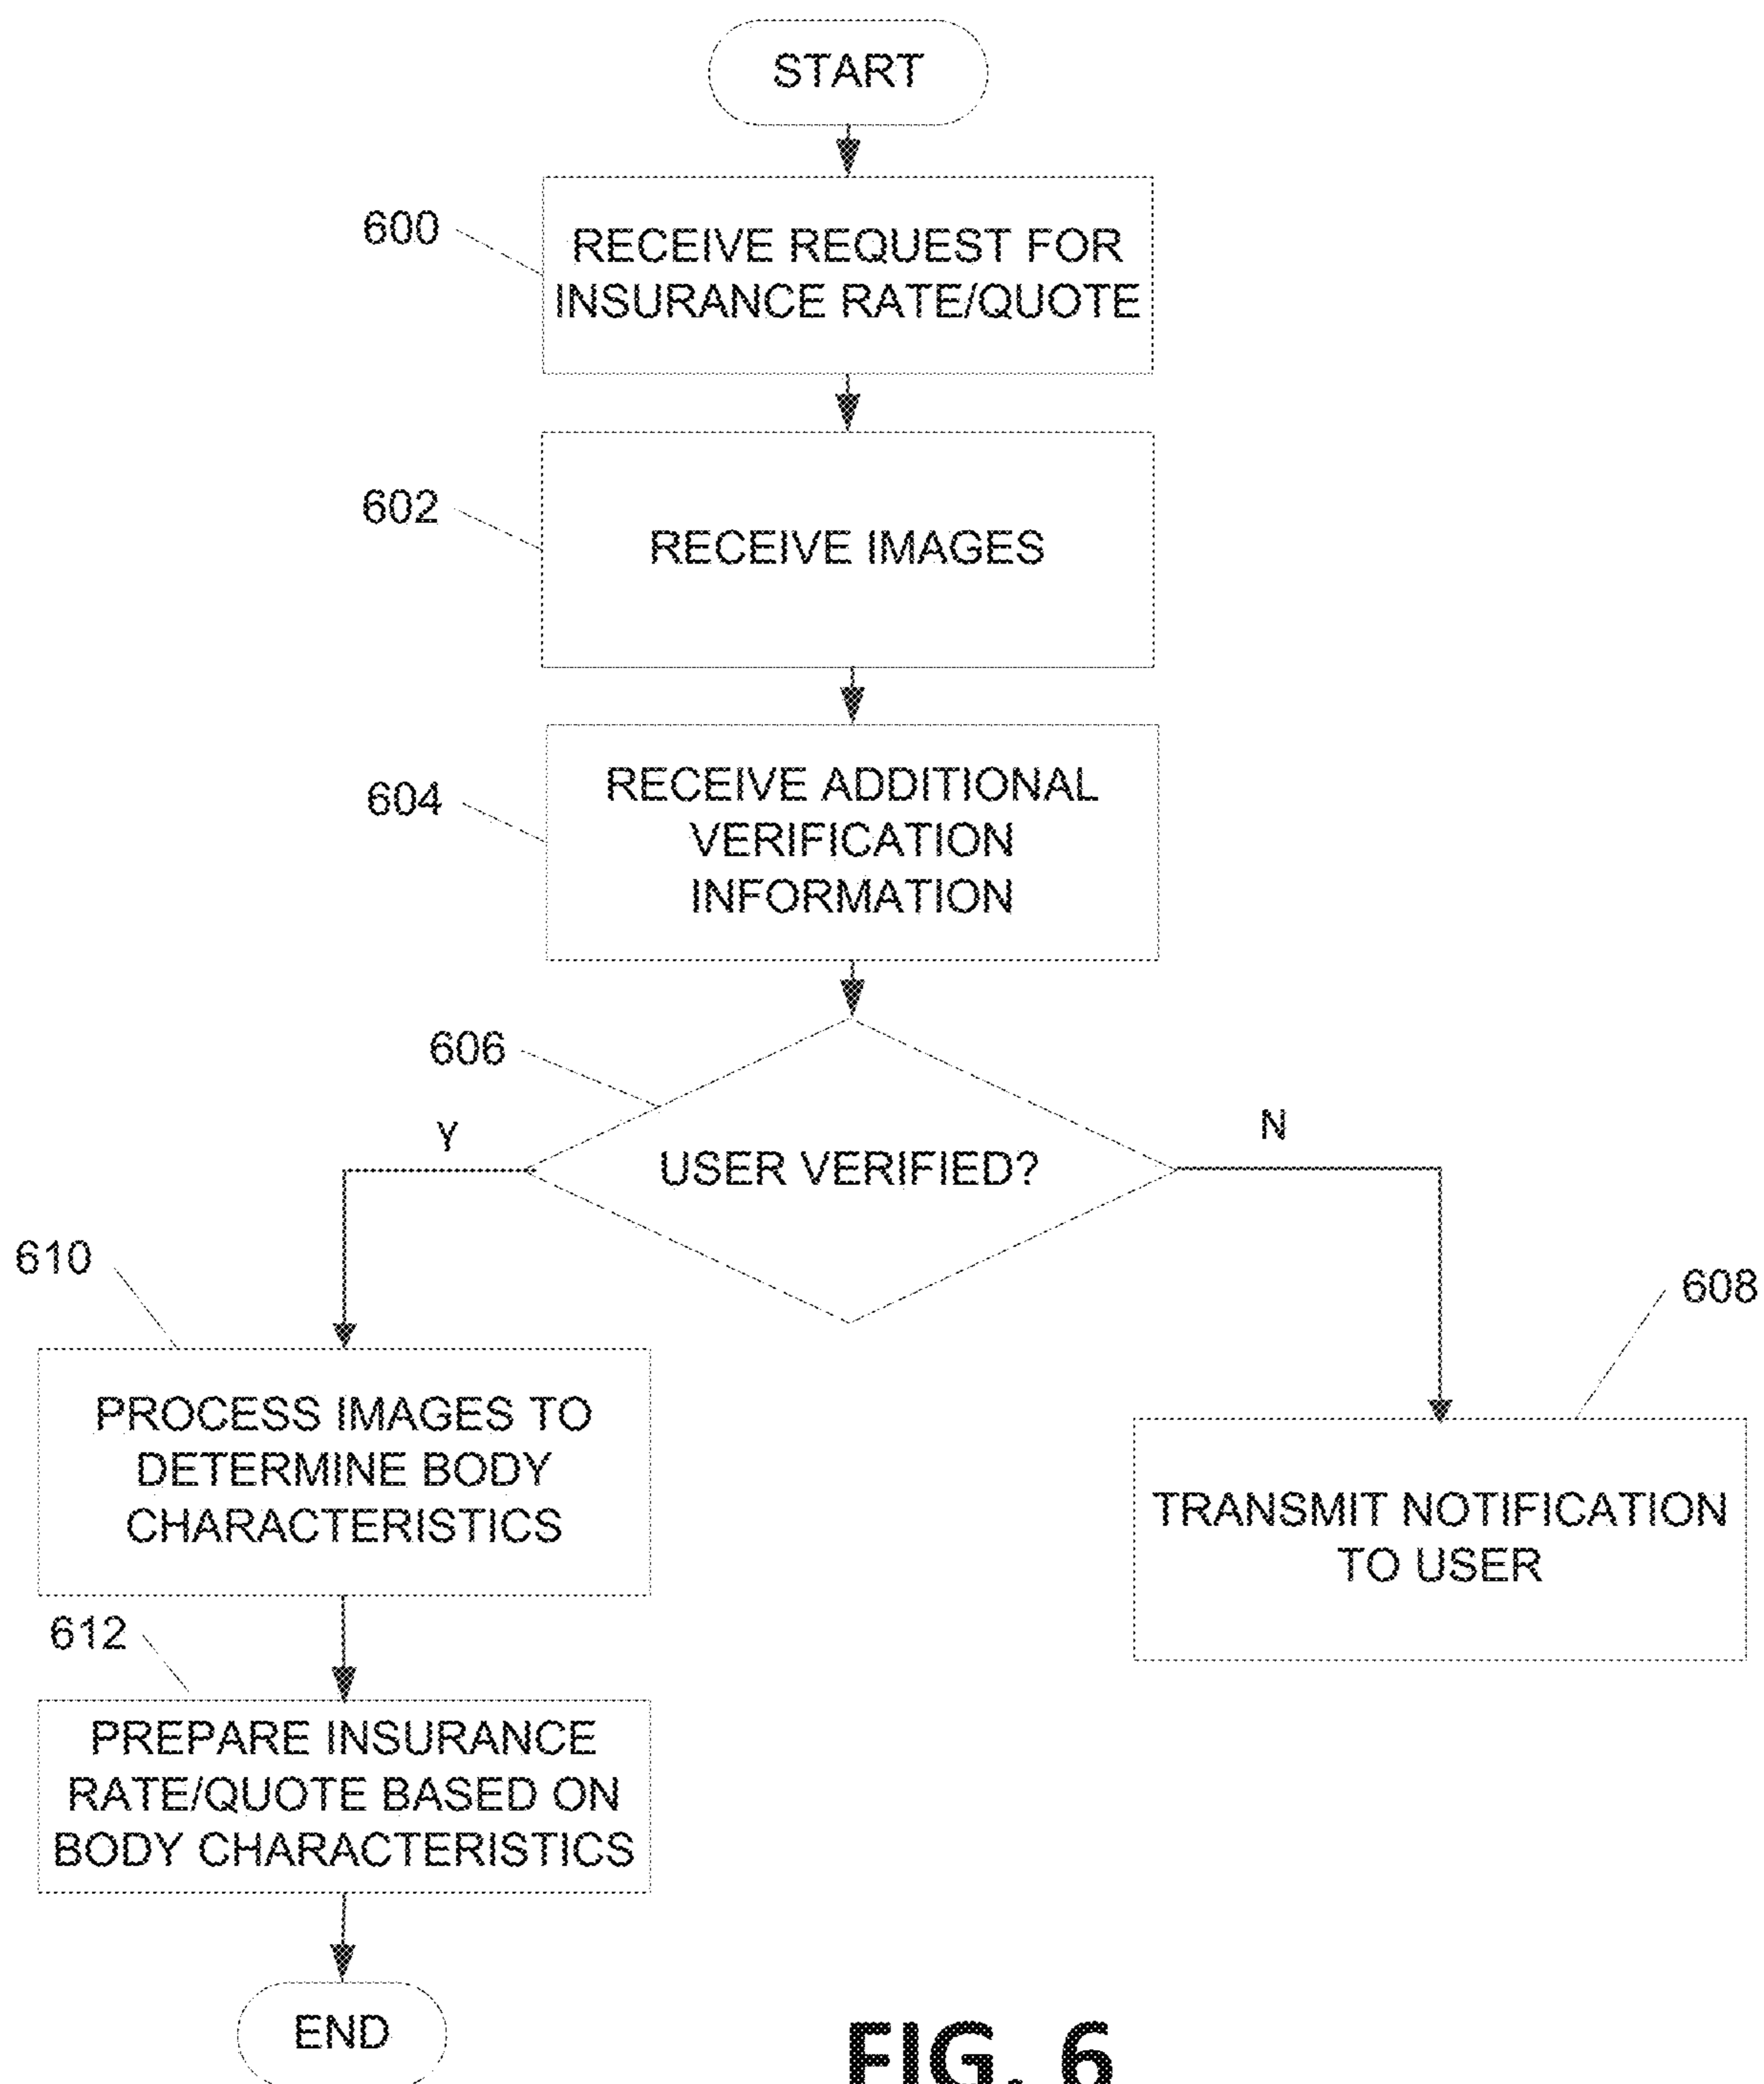 START
600
RECEIVE REQUEST FOR
INSURANCE RATE/QUOTE
602
RECEIVE IMAGES
604
RECEIVE ADDITIONAL
VERIFICATION
INFORMATION
606
Y
USER VERIFIED?
N
610
608
PROCESS IMAGES TO
DETERMINE BODY
CHARACTERISTICS
TRANSMIT NOTIFICATION
TO USER
612
PREPARE INSURANCE
RATE/QUOTE BASED ON
BODY CHARACTERISTICS
END
FIG. 6